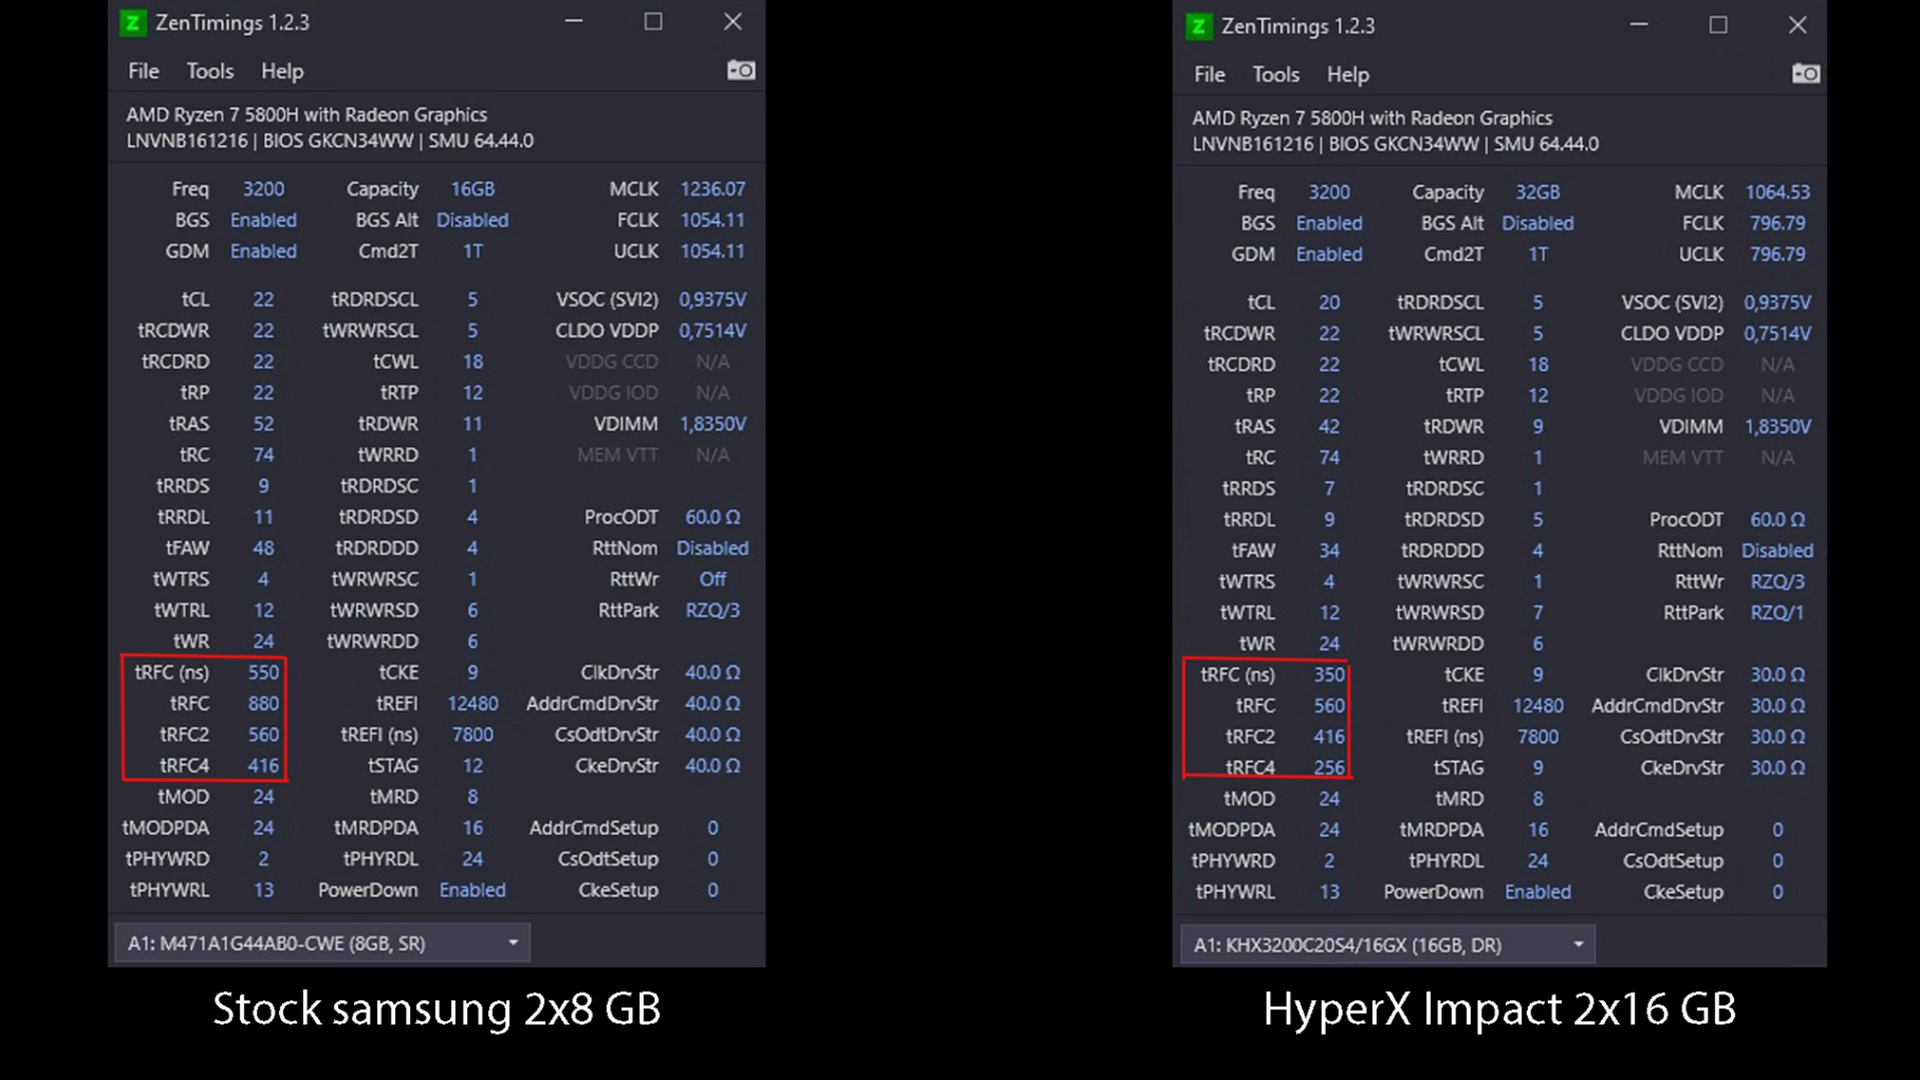 ZenTimings 1.2.3
File Tools Help
AMD Ryzen 7 5800H with Radeon Graphics
LNVNB161216 | BIOS GKCN34WW | SMU 64.44.0
Freq 3200 Capacity 16GB MCLK 1236.07
BGS Enabled BGS Alt Disabled FCLK 1054.11
GDM Enabled Cmd2T 1T UCLK 1054.11
tCL 22 tRDRDSCL 5 VSOC (SVI2) 0,9375V
tRCDWR 22 tWRWRSCL 5 CLDO VDDP 0,7514V
tRCDRD 22 tCWL 18 VDDG CCD N/A
tRP 22 tRTP 12 VDDG IOD N/A
tRAS 52 tRDWR 11 VDIMM 1,8350V
tRC 74 tWRRD 1 MEM VTT N/A
tRRDS 9 tRDRDSC 1
tRRDL 11 tRDRDSD 4 ProcODT 60.0 Ω
tFAW 48 tRDRDDD 4 RttNom Disabled
tWTRS 4 tWRWRSC 1 RttWr Off
tWTRL 12 tWRWRSD 6 RttPark RZQ/3
tWR 24 tWRWRDD 6
tRFC (ns) 550 tCKE 9 ClkDrvStr 40.0 Ω
tRFC 880 tREFI 12480 AddrCmdDrvStr 40.0 Ω
tRFC2 560 tREFI (ns) 7800 CsOdtDrvStr 40.0 Ω
tRFC4 416 tSTAG 12 CkeDrvStr 40.0 Ω
tMOD 24 tMRD 8
tMODPDA 24 tMRDPDA 16 AddrCmdSetup 0
tPHYWRD 2 tPHYRDL 24 CsOdtSetup 0
tPHYWRL 13 PowerDown Enabled CkeSetup 0
A1: M471A1G44AB0-CWE (8GB, SR)
Stock samsung 2x8 GB
ZenTimings 1.2.3
File Tools Help
AMD Ryzen 7 5800H with Radeon Graphics
LNVNB161216 | BIOS GKCN34WW | SMU 64.44.0
Freq 3200 Capacity 32GB MCLK 1064.53
BGS Enabled BGS Alt Disabled FCLK 796.79
GDM Enabled Cmd2T 1T UCLK 796.79
tCL 20 tRDRDSCL 5 VSOC (SVI2) 0,9375V
tRCDWR 22 tWRWRSCL 5 CLDO VDDP 0,7514V
tRCDRD 22 tCWL 18 VDDG CCD N/A
tRP 22 tRTP 12 VDDG IOD N/A
tRAS 42 tRDWR 9 VDIMM 1,8350V
tRC 74 tWRRD 1 MEM VTT N/A
tRRDS 7 tRDRDSC 1
tRRDL 9 tRDRDSD 5 ProcODT 60.0 Ω
tFAW 34 tRDRDDD 4 RttNom Disabled
tWTRS 4 tWRWRSC 1 RttWr RZQ/3
tWTRL 12 tWRWRSD 7 RttPark RZQ/1
tWR 24 tWRWRDD 6
tRFC (ns) 350 tCKE 9 ClkDrvStr 30.0 Ω
tRFC 560 tREFI 12480 AddrCmdDrvStr 30.0 Ω
tRFC2 416 tREFI (ns) 7800 CsOdtDrvStr 30.0 Ω
tRFC4 256 tSTAG 9 CkeDrvStr 30.0 Ω
tMOD 24 tMRD 8
tMODPDA 24 tMRDPDA 16 AddrCmdSetup 0
tPHYWRD 2 tPHYRDL 24 CsOdtSetup 0
tPHYWRL 13 PowerDown Enabled CkeSetup 0
A1: KHX3200C20S4/16GX (16GB, DR)
HyperX Impact 2x16 GB